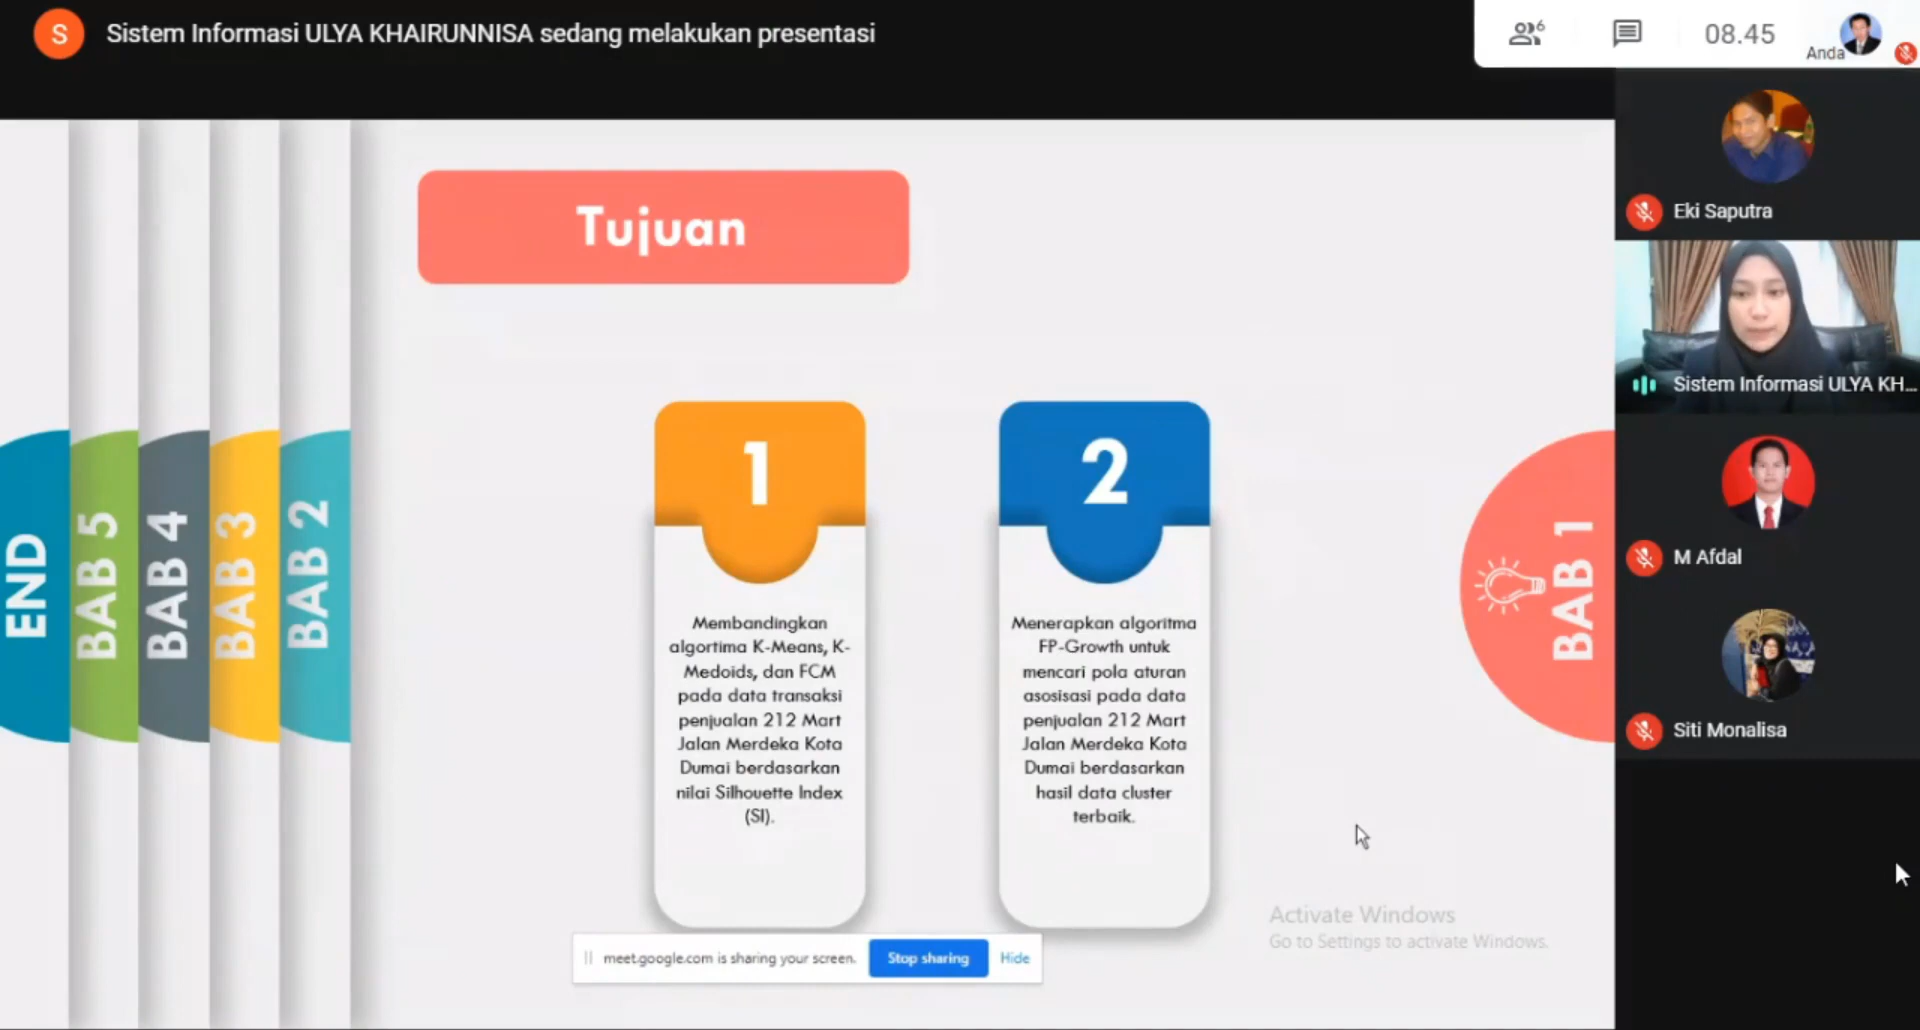 S
Sistem Informasi ULYA KHAIRUNNISA sedang melakukan presentasi
6
08.45
Anda
Eki Saputra
Sistem Informasi ULYA KH...
M Afdal
Siti Monalisa
Tujuan
END
BAB 5
BAB 4
BAB 3
BAB 2
1
Membandingkan
algortima K-Means, K-
Medoids, dan FCM
pada data transaksi
penjualan 212 Mart
Jalan Merdeka Kota
Dumai berdasarkan
nilai Silhouette Index
(SI).
2
Menerapkan algoritma
FP-Growth untuk
mencari pola aturan
asosisasi pada data
penjualan 212 Mart
Jalan Merdeka Kota
Dumai berdasarkan
hasil data cluster
terbaik.
BAB 1
Activate Windows
Go to Settings to activate Windows.
meet.google.com is sharing your screen.
Stop sharing
Hide